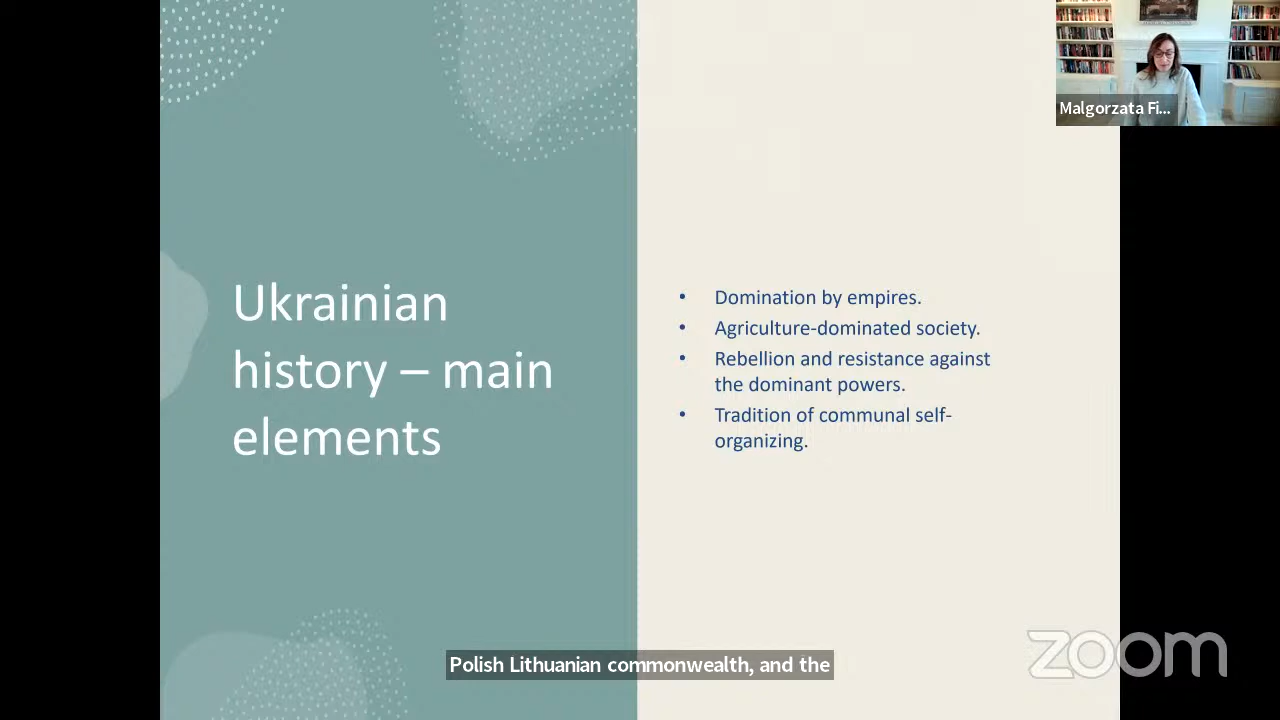 Malgorzata Fi...
Ukrainian
history – main
elements
• Domination by empires.
• Agriculture-dominated society.
• Rebellion and resistance against
the dominant powers.
• Tradition of communal self-
organizing.
Polish Lithuanian commonwealth, and the
zoom